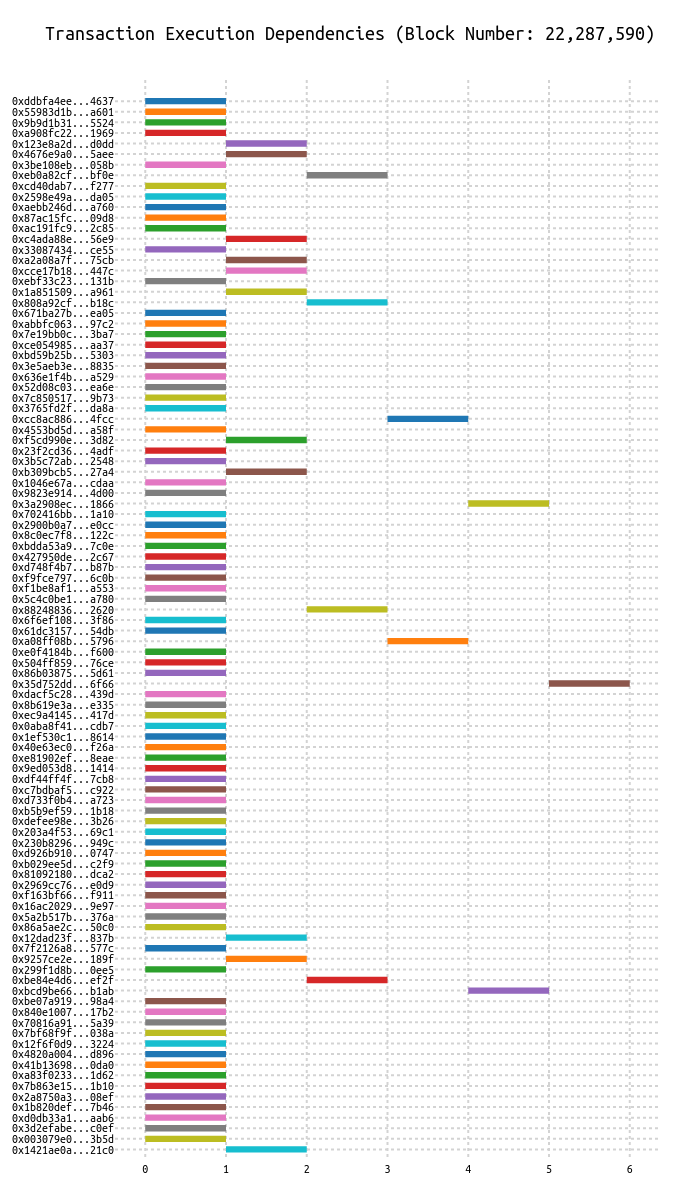 Transaction Execution Dependencies (Block Number: 22,287,590)
0xddbfa4ee...4637
0x55983d1b...a601
0x9b9d1b31...5524
0xa908fc22...1969
0x123e8a2d...d0dd
0x4676e9a0...5aee
0x3be108eb...058b
0xeb0a82cf...bf0e
0xcd40dab7...f277
0x2598e49a...da05
0xaebb246d...a760
0x87ac15fc...09d8
0xac191fc9...2c85
0xc4ada88e...56e9
0x33087434...ce55
0xa2a08a7f...75cb
0xcce17b18...447c
0xebf33c23...131b
0x1a851509...a961
0x808a92cf...b18c
0x671ba27b...ea05
0xabbfc063...97c2
0x7e19bb0c...3ba7
0xce054985...aa37
0xbd59b25b...5303
0x3e5aeb3e...8835
0x636e1f4b...a529
0x52d08c03...ea6e
0x7c850517...9b73
0x3765fd2f...da8a
0xcc8ac886...4fcc
0x4553bd5d...a58f
0xf5cd990e...3d82
0x23f2cd36...4adf
0x3b5c72ab...2548
0xb309bcb5...27a4
0x1046e67a...cdaa
0x9823e914...4d00
0x3a2908ec...1866
0x702416bb...1a10
0x2900b0a7...e0cc
0x8c0ec7f8...122c
0xbdda53a9...7c0e
0x427950de...2c67
0xd748f4b7...b87b
0xf9fce797...6c0b
0xf1be8af1...a553
0x5c4c0be1...a780
0x88248836...2620
0x6f6ef108...3f86
0x61dc3157...54db
0xa08ff08b...5796
0xe0f4184b...f600
0x504ff859...76ce
0x86b03875...5d61
0x35d752dd...6f66
0xdacf5c28...439d
0x8b619e3a...e335
0xec9a4145...417d
0x0aba8f41...cdb7
0x1ef530c1...8614
0x40e63ec0...f26a
0xe81902ef...8eae
0x9ed053d8...1414
0xdf44ff4f...7cb8
0xc7bdbaf5...c922
0xd733f0b4...a723
0xb5b9ef59...1b18
0xdefee98e...3b26
0x203a4f53...69c1
0x230b8296...949c
0xd926b910...0747
0xb029ee5d...c2f9
0x81092180...dca2
0x2969cc76...e0d9
0xf163bf66...f911
0x16ac2029...9e97
0x5a2b517b...376a
0x86a5ae2c...50c0
0x12dad23f...837b
0x7f2126a8...577c
0x9257ce2e...189f
0x299f1d8b...0ee5
0xbe84e4d6...ef2f
0xbcd9be66...b1ab
0xbe07a919...98a4
0x840e1007...17b2
0x70816a91...5a39
0x7bf68f9f...038a
0x12f6f0d9...3224
0x4820a004...d896
0x41b13698...0da0
0xa83f0233...1d62
0x7b863e15...1b10
0x2a8750a3...08ef
0x1b820def...7b46
0xd0db33a1...aab6
0x3d2efabe...c0ef
0x003079e0...3b5d
0x1421ae0a...21c0
0 1 2 3 4 5 6